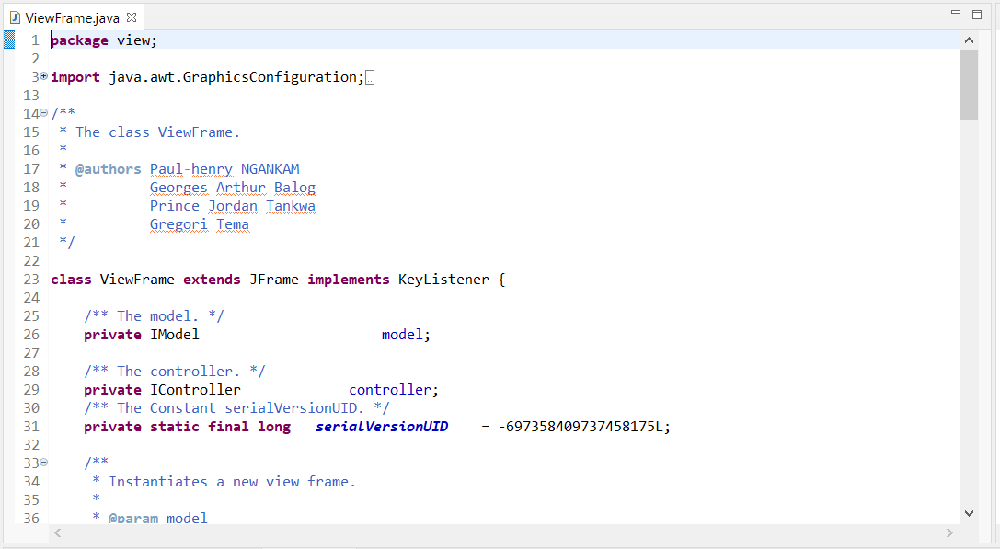 ViewFrame.java
1 package view;
2
3 import java.awt.GraphicsConfiguration;
13
14 /**
15 * The class ViewFrame.
16 *
17 * @authors Paul-henry NGANKAM
18 * Georges Arthur Balog
19 * Prince Jordan Tankwa
20 * Gregori Tema
21 */
22
23 class ViewFrame extends JFrame implements KeyListener {
24
25 /** The model. */
26 private IModel model;
27
28 /** The controller. */
29 private IController controller;
30 /** The Constant serialVersionUID. */
31 private static final long serialVersionUID = -697358409737458175L;
32
33 /**
34 * Instantiates a new view frame.
35 *
36 * @param model